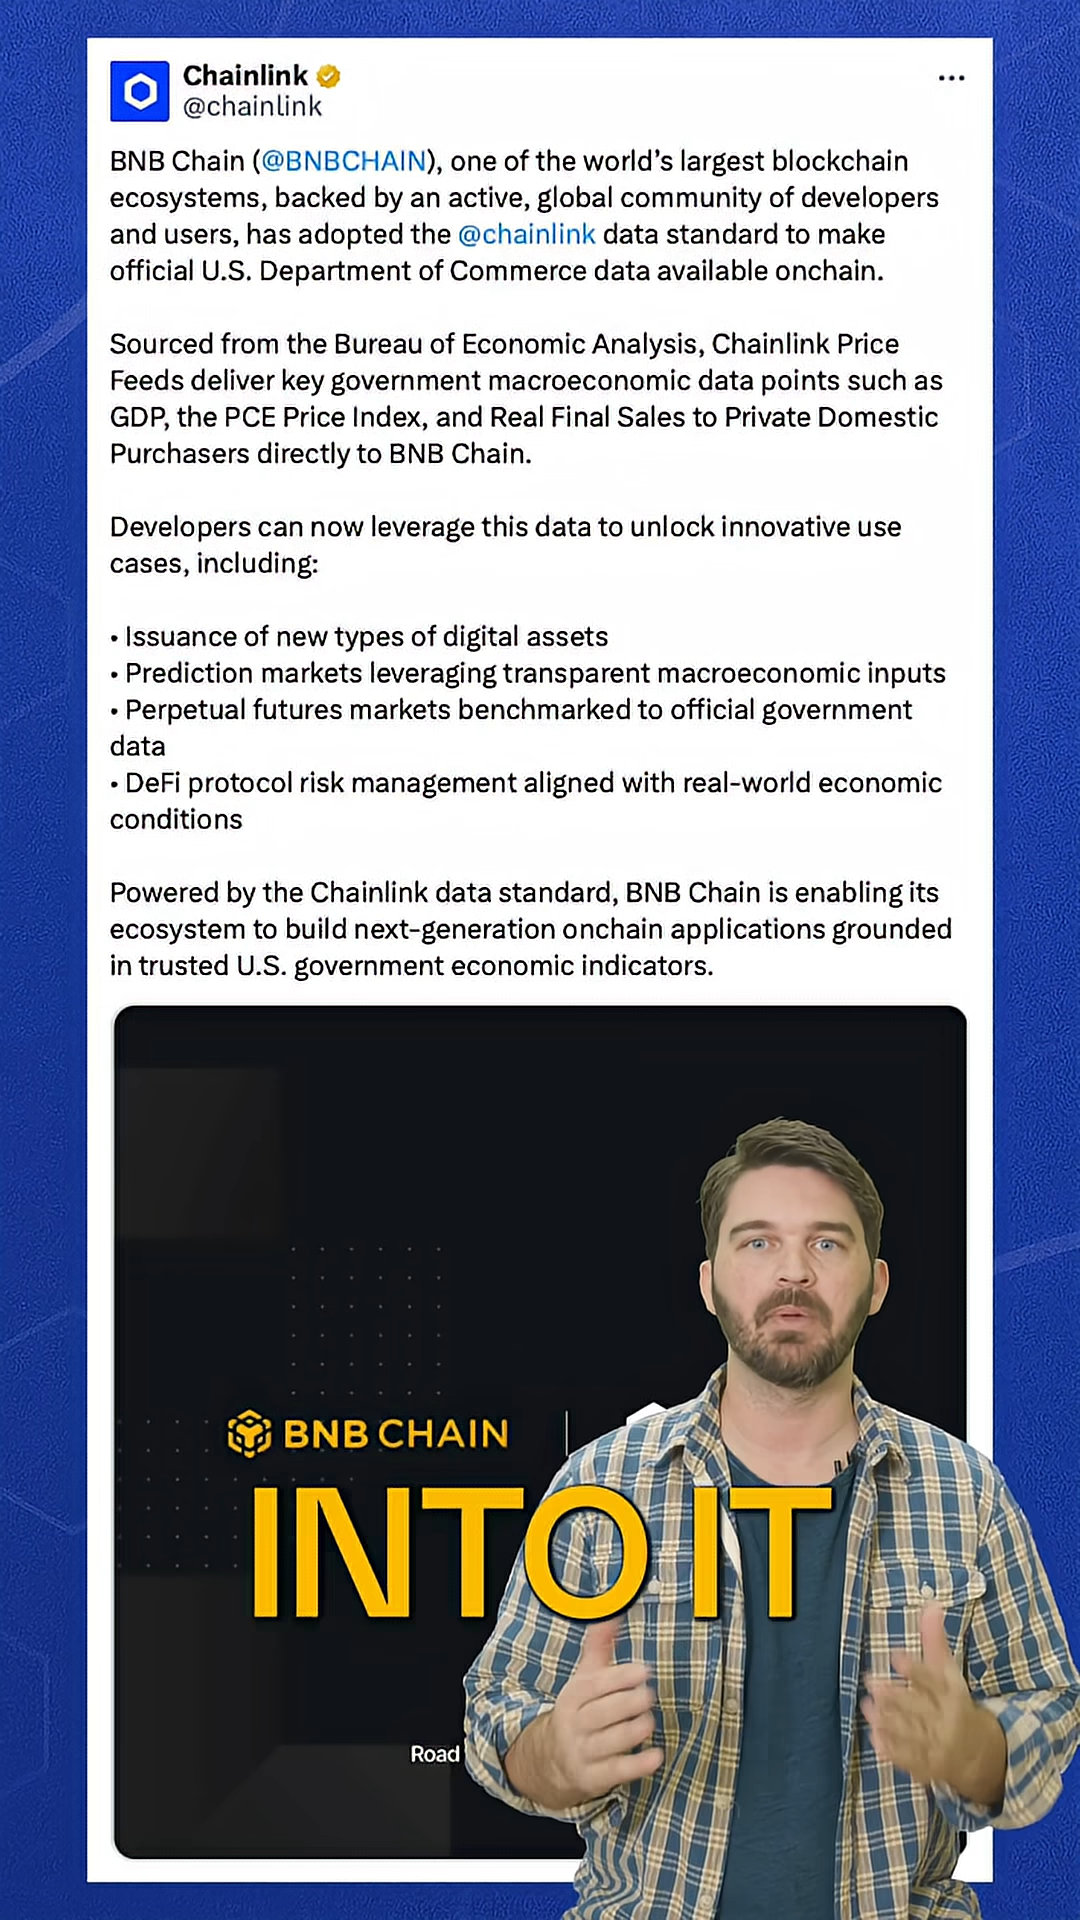 Chainlink
@chainlink
BNB Chain (@BNBCHAIN), one of the world's largest blockchain
ecosystems, backed by an active, global community of developers
and users, has adopted the @chainlink data standard to make
official U.S. Department of Commerce data available onchain.
Sourced from the Bureau of Economic Analysis, Chainlink Price
Feeds deliver key government macroeconomic data points such as
GDP, the PCE Price Index, and Real Final Sales to Private Domestic
Purchasers directly to BNB Chain.
Developers can now leverage this data to unlock innovative use
cases, including:
• Issuance of new types of digital assets
• Prediction markets leveraging transparent macroeconomic inputs
• Perpetual futures markets benchmarked to official government
data
• DeFi protocol risk management aligned with real-world economic
conditions
Powered by the Chainlink data standard, BNB Chain is enabling its
ecosystem to build next-generation onchain applications grounded
in trusted U.S. government economic indicators.
BNB CHAIN
INTO IT
Road